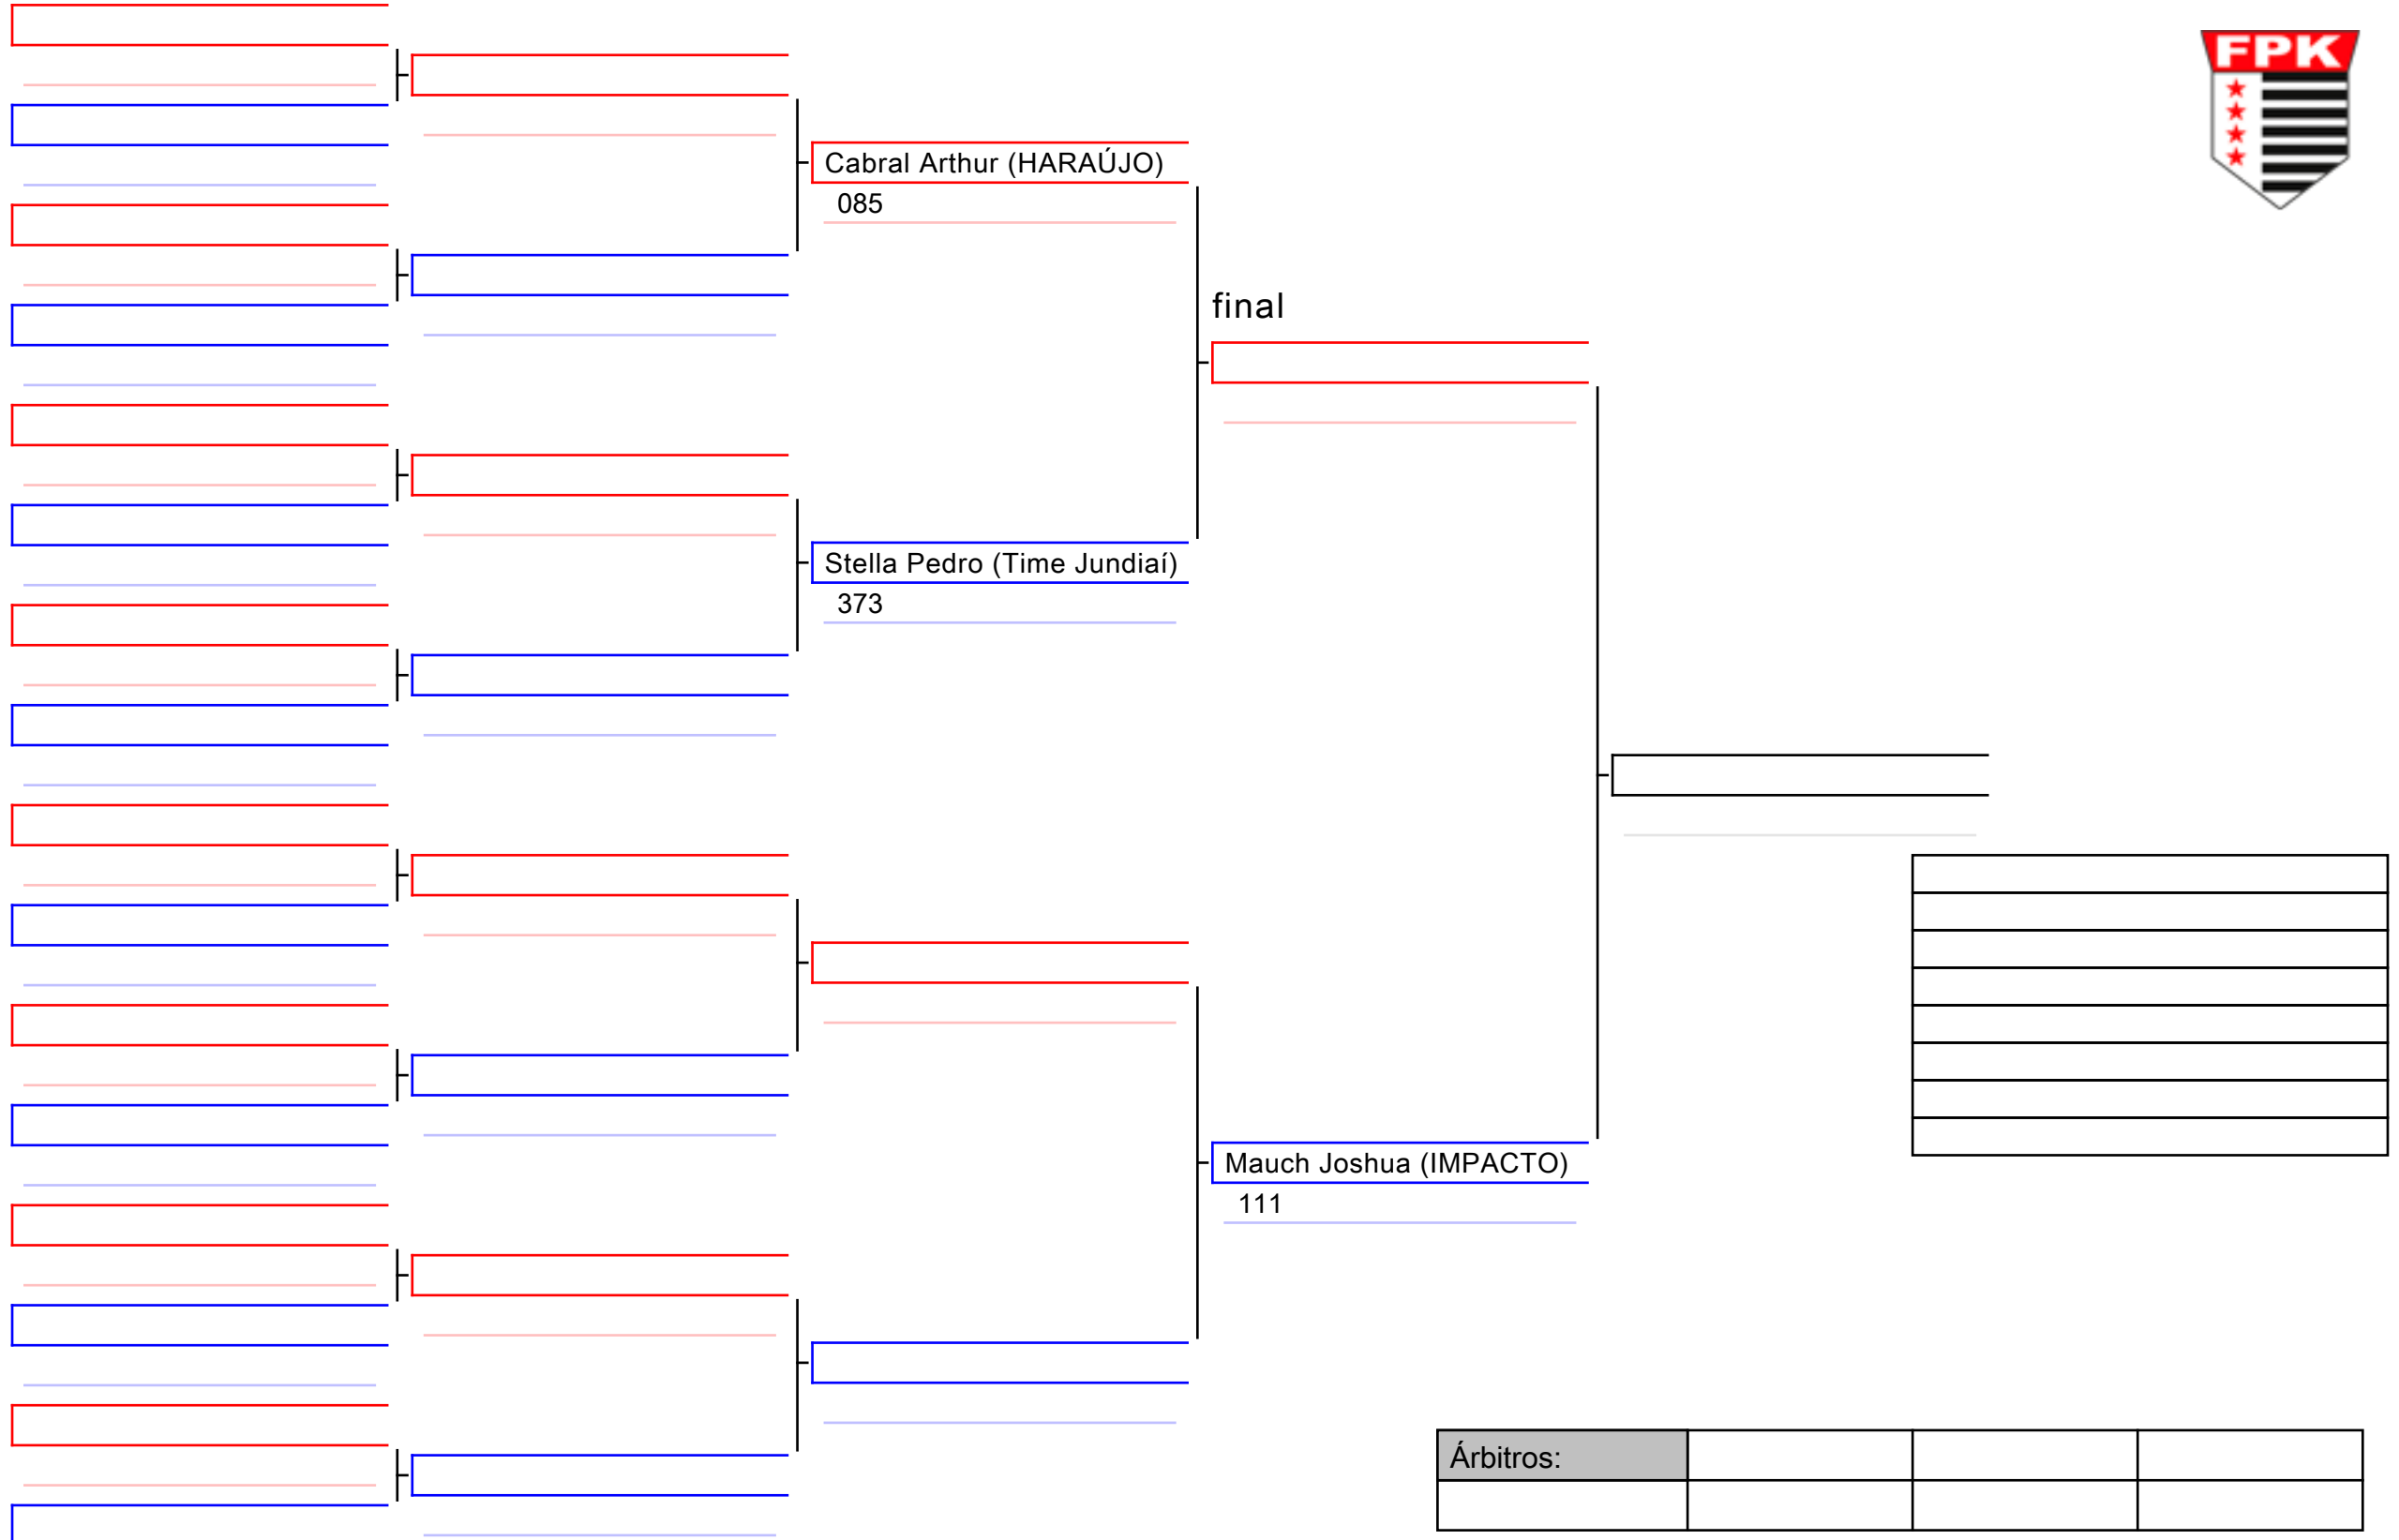 FPK
Cabral Arthur (HARAÚJO)
085
final
Stella Pedro (Time Jundiaí)
373
Mauch Joshua (IMPACTO)
111
Árbitros: